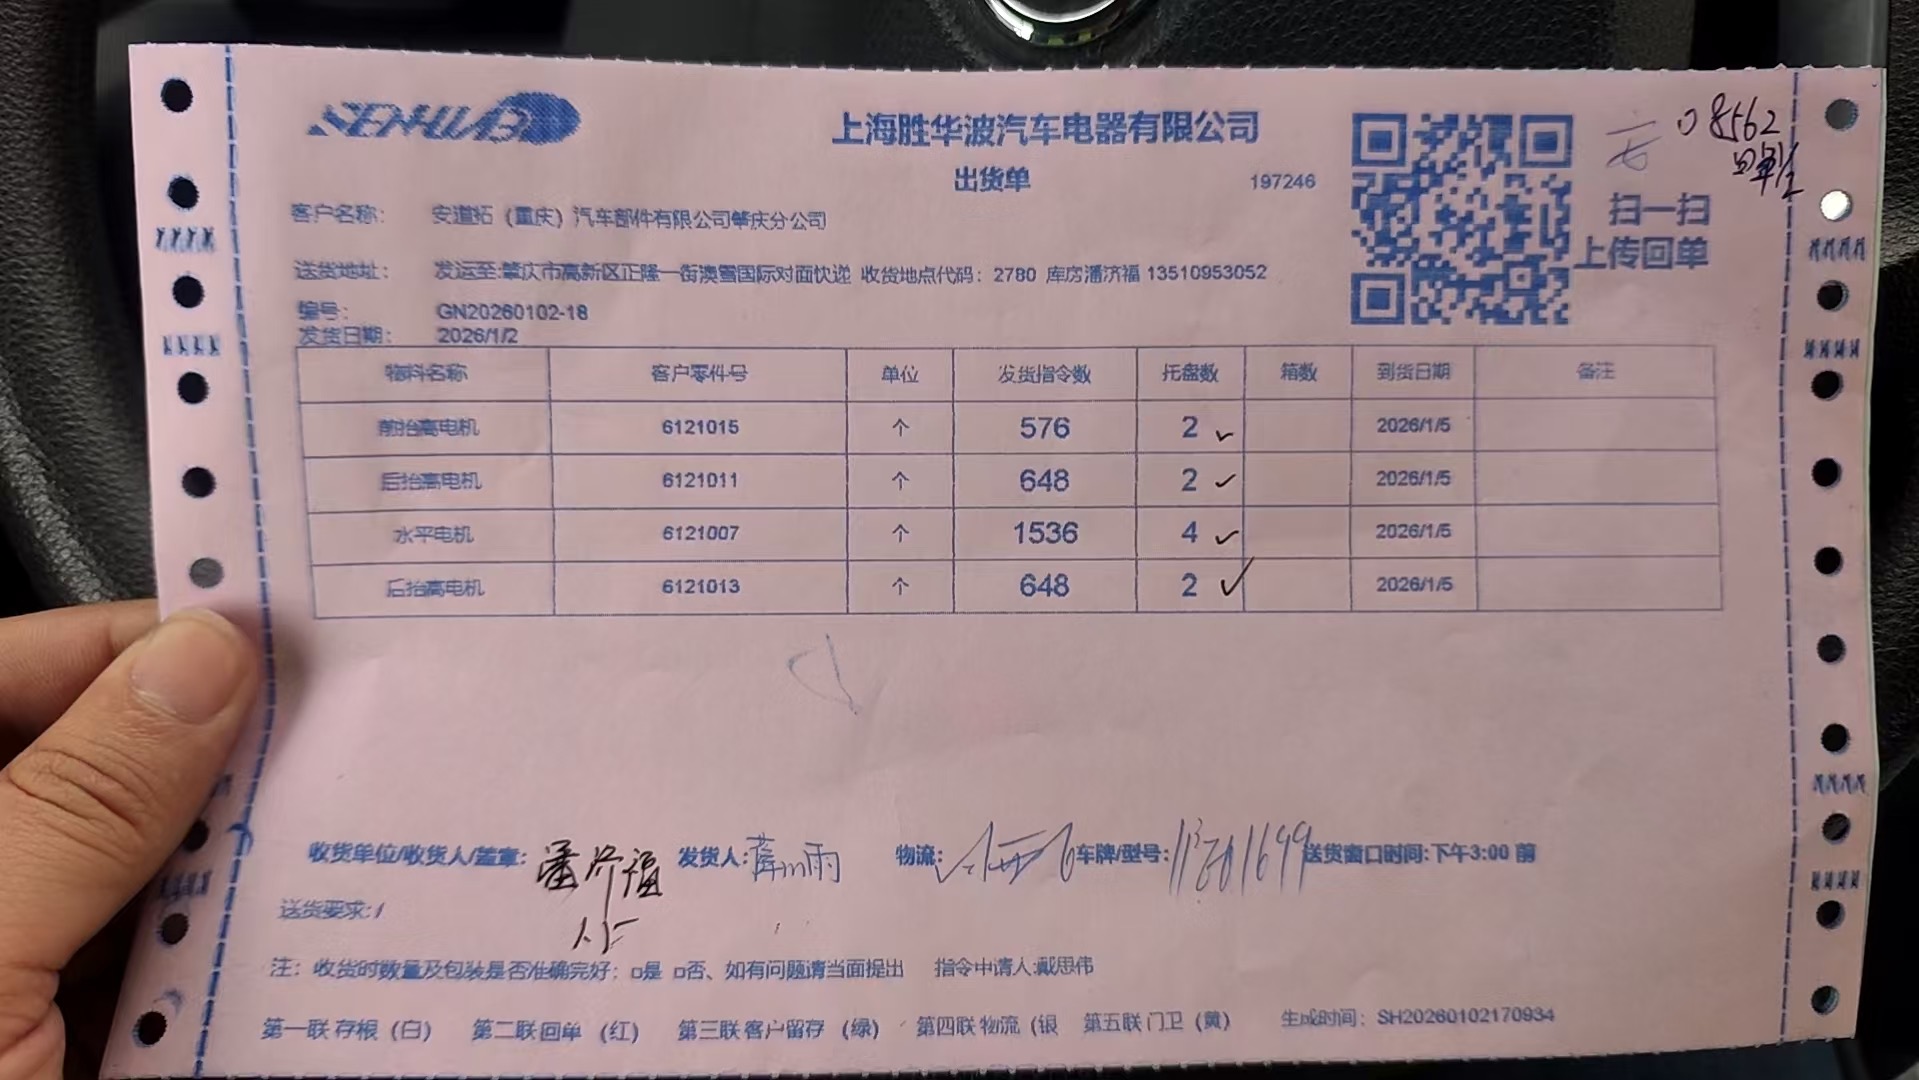 SENHWAB
上海胜华波汽车电器有限公司
出货单
197246
08562
回单1/2
扫一扫
上传回单
客户名称： 安道拓（重庆）汽车部件有限公司肇庆分公司
送货地址： 发运至:肇庆市高新区正隆一街澳雪国际对面快递 收货地点代码：2780 库房潘济福 13510953052
编号： GN20260102-18
发货日期： 2026/1/2
物料名称 客户零件号 单位 发货指令数 托盘数 箱数 到货日期 备注
前抬高电机 6121015 个 576 2 ✓ 2026/1/5
后抬高电机 6121011 个 648 2 ✓ 2026/1/5
水平电机 6121007 个 1536 4 ✓ 2026/1/5
后抬高电机 6121013 个 648 2 ✓ 2026/1/5
收货单位/收货人/盖章: 潘济福 发货人: 物流: 车牌/型号: 送货窗口时间:下午3:00 前
送货要求:/
1.5
注：收货时数量及包装是否准确完好：□是 □否、如有问题请当面提出 指令申请人:戴思伟
第一联 存根（白） 第二联 回单 （红） 第三联 客户留存 （绿） 第四联 物流（银 第五联 门卫（黄） 生成时间： SH20260102170934